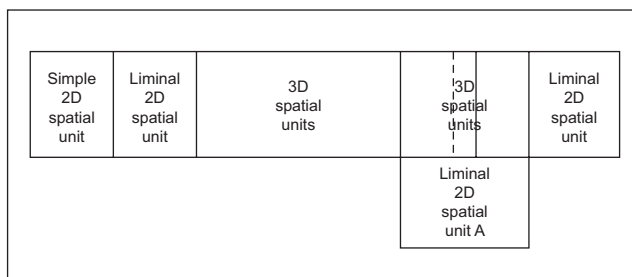 Simple
2D
spatial
unit
Liminal
2D
spatial
unit
3D
spatial
units
3D
spatial
units
Liminal
2D
spatial
unit
Liminal
2D
spatial
unit A